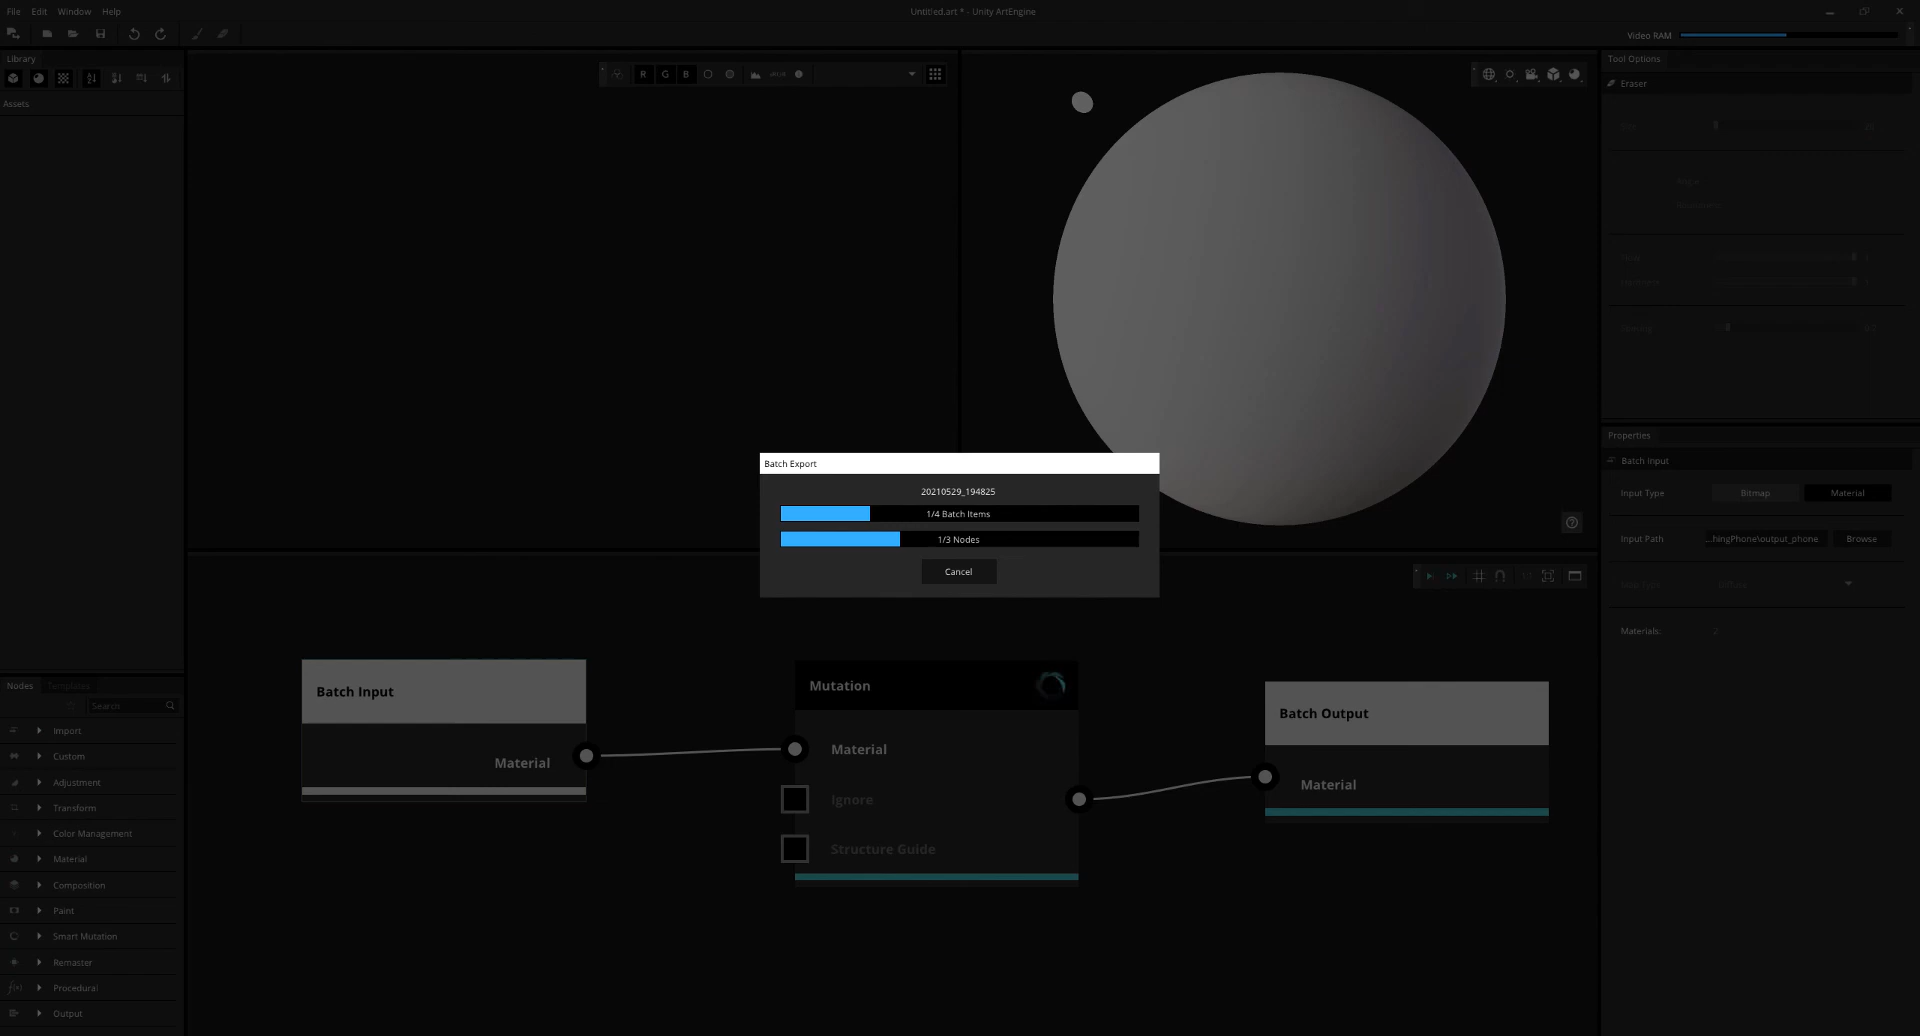 Untitled.art * - Unity ArtEngine
File Edit Window Help
Video RAM
Library
Assets
R G B
Tool Options
Eraser
Batch Export
20210529_194825
1/4 Batch Items
1/3 Nodes
Cancel
Properties
Batch Input
Input Type Bitmap Material
Input Path ...hingPhone\output_phone Browse
Materials: 2
Nodes Templates
Search
Import
Custom
Adjustment
Transform
Color Management
Material
Composition
Paint
Smart Mutation
Remaster
Procedural
Output
Batch Input
Material
Mutation
Material
Ignore
Structure Guide
Batch Output
Material